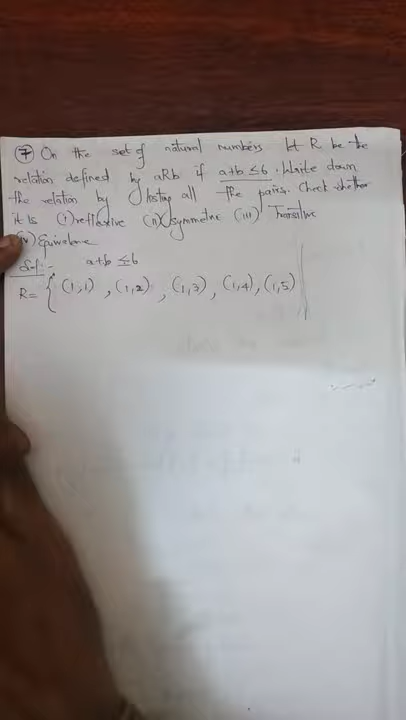 ⑦ On the set of natural numbers let R be the
relation defined by aRb if a+b ≤ 6. Write down
the relation by listing all the pairs. Check whether
it is (i) reflexive (ii) Symmetric (iii) Transitive
(iv) Equivalence
Sol:- a+b ≤ 6
R= { (1,1) , (1,2) , (1,3) , (1,4), (1,5)